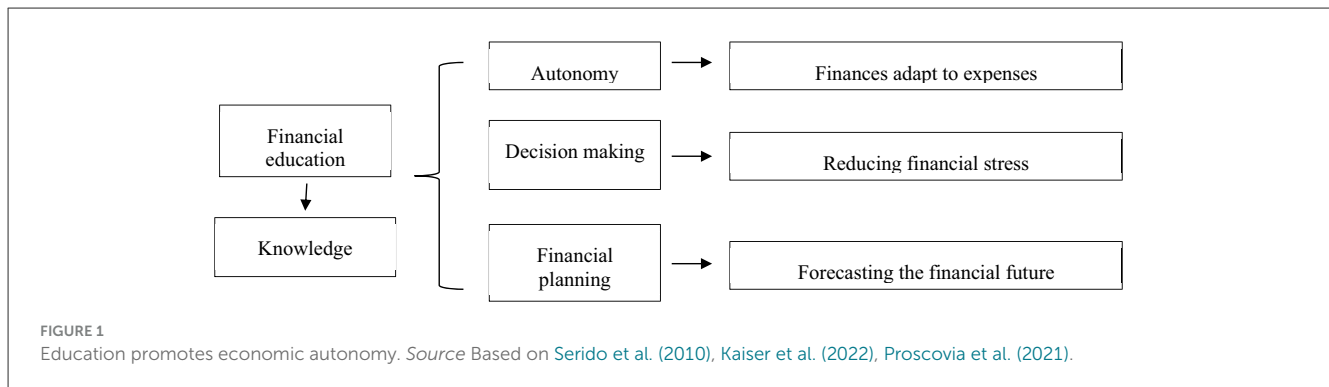 Autonomy
Finances adapt to expenses
Financial
education
Decision making
Reducing financial stress
Knowledge
Financial
planning
Forecasting the financial future
FIGURE 1
Education promotes economic autonomy. Source Based on Serido et al. (2010), Kaiser et al. (2022), Proscovia et al. (2021).